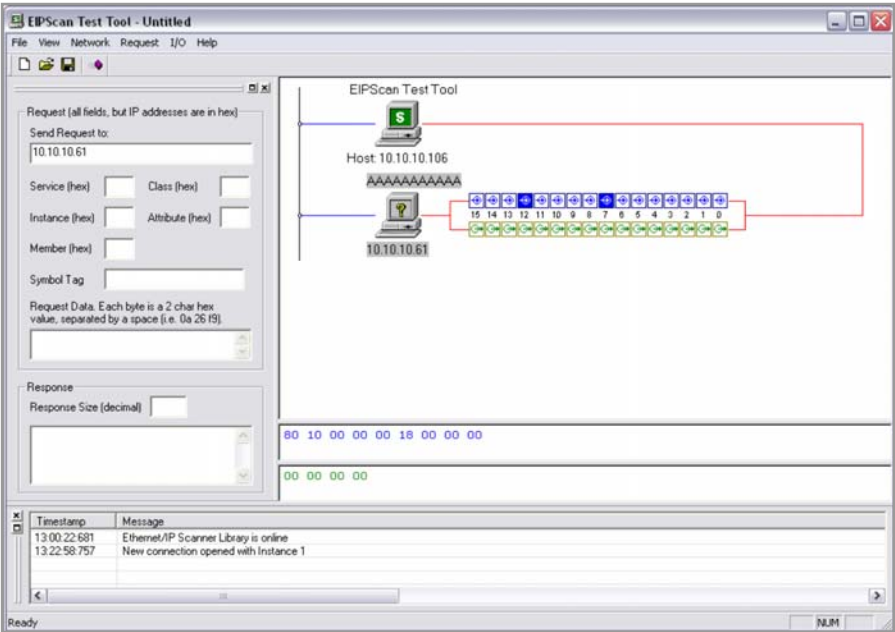 EIPScan Test Tool - Untitled
File View Network Request I/O Help
Request (all fields, but IP addresses are in hex)
Send Request to:
10.10.10.61
Service (hex) Class (hex)
Instance (hex) Attribute (hex)
Member (hex)
Symbol Tag
Request Data. Each byte is a 2 char hex
value, separated by a space (i.e. 0a 26 f9).
Response
Response Size (decimal)
EIPScan Test Tool
S
Host: 10.10.10.106
AAAAAAAAAAA
?
15 14 13 12 11 10 9 8 7 6 5 4 3 2 1 0
10.10.10.61
80 10 00 00 00 18 00 00 00
00 00 00 00
Timestamp Message
13:00:22:681 Ethernet/IP Scanner Library is online
13:22:58:757 New connection opened with Instance 1
Ready NUM